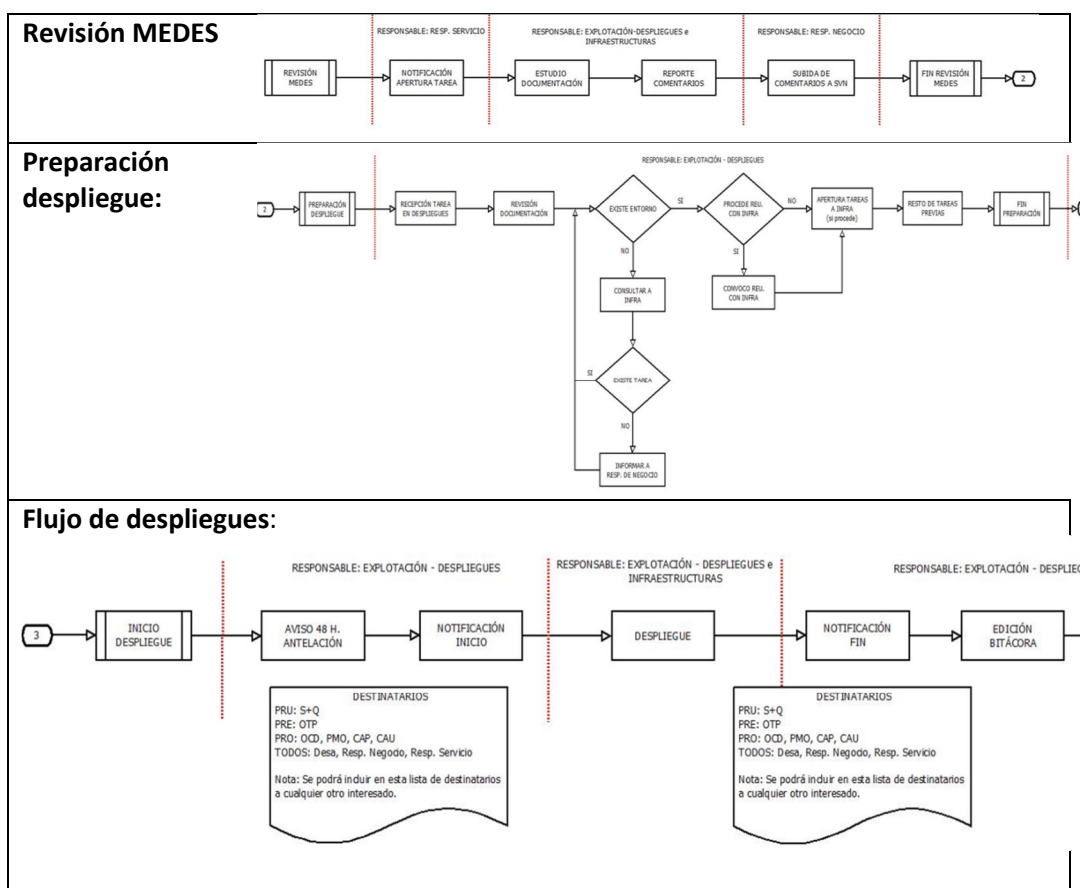 Revisión MEDES
RESPONSABLE: RESP. SERVICIO
RESPONSABLE: EXPLOTACIÓN-DESPLIEGUES e
INFRAESTRUCTURAS
RESPONSABLE: RESP. NEGOCIO
REVISIÓN
MEDES
NOTIFICACIÓN
APERTURA TAREA
ESTUDIO
DOCUMENTACIÓN
REPORTE
COMENTARIOS
SUBIDA DE
COMENTARIOS A SVN
FIN REVISIÓN
MEDES
2
Preparación
despliegue:
RESPONSABLE: EXPLOTACIÓN - DESPLIEGUES
2
PREPARACIÓN
DESPLIEGUE
RECEPCIÓN TAREA
EN DESPLIEGUES
REVISIÓN
DOCUMENTACIÓN
EXISTE ENTORNO
SI
PROCEDE REU.
CON INFRA
NO
APERTURA TAREAS
A INFRA
(si procede)
RESTO DE TAREAS
PREVIAS
FIN
PREPARACIÓN
NO
SI
CONSULTAR A
INFRA
CONVOCO REU.
CON INFRA
SI
EXISTE TAREA
NO
INFORMAR A
RESP. DE NEGOCIO
Flujo de despliegues:
RESPONSABLE: EXPLOTACIÓN - DESPLIEGUES
RESPONSABLE: EXPLOTACIÓN - DESPLIEGUES e
INFRAESTRUCTURAS
RESPONSABLE: EXPLOTACIÓN - DESPLIEG
3
INICIO
DESPLIEGUE
AVISO 48 H.
ANTELACIÓN
NOTIFICACIÓN
INICIO
DESPLIEGUE
NOTIFICACIÓN
FIN
EDICIÓN
BITÁCORA
DESTINATARIOS
PRU: S+Q
PRE: OTP
PRO: OCD, PMO, CAP, CAU
TODOS: Desa, Resp. Negocio, Resp. Servicio
Nota: Se podrá incluir en esta lista de destinatarios
a cualquier otro interesado.
DESTINATARIOS
PRU: S+Q
PRE: OTP
PRO: OCD, PMO, CAP, CAU
TODOS: Desa, Resp. Negocio, Resp. Servicio
Nota: Se podrá incluir en esta lista de destinatarios
a cualquier otro interesado.